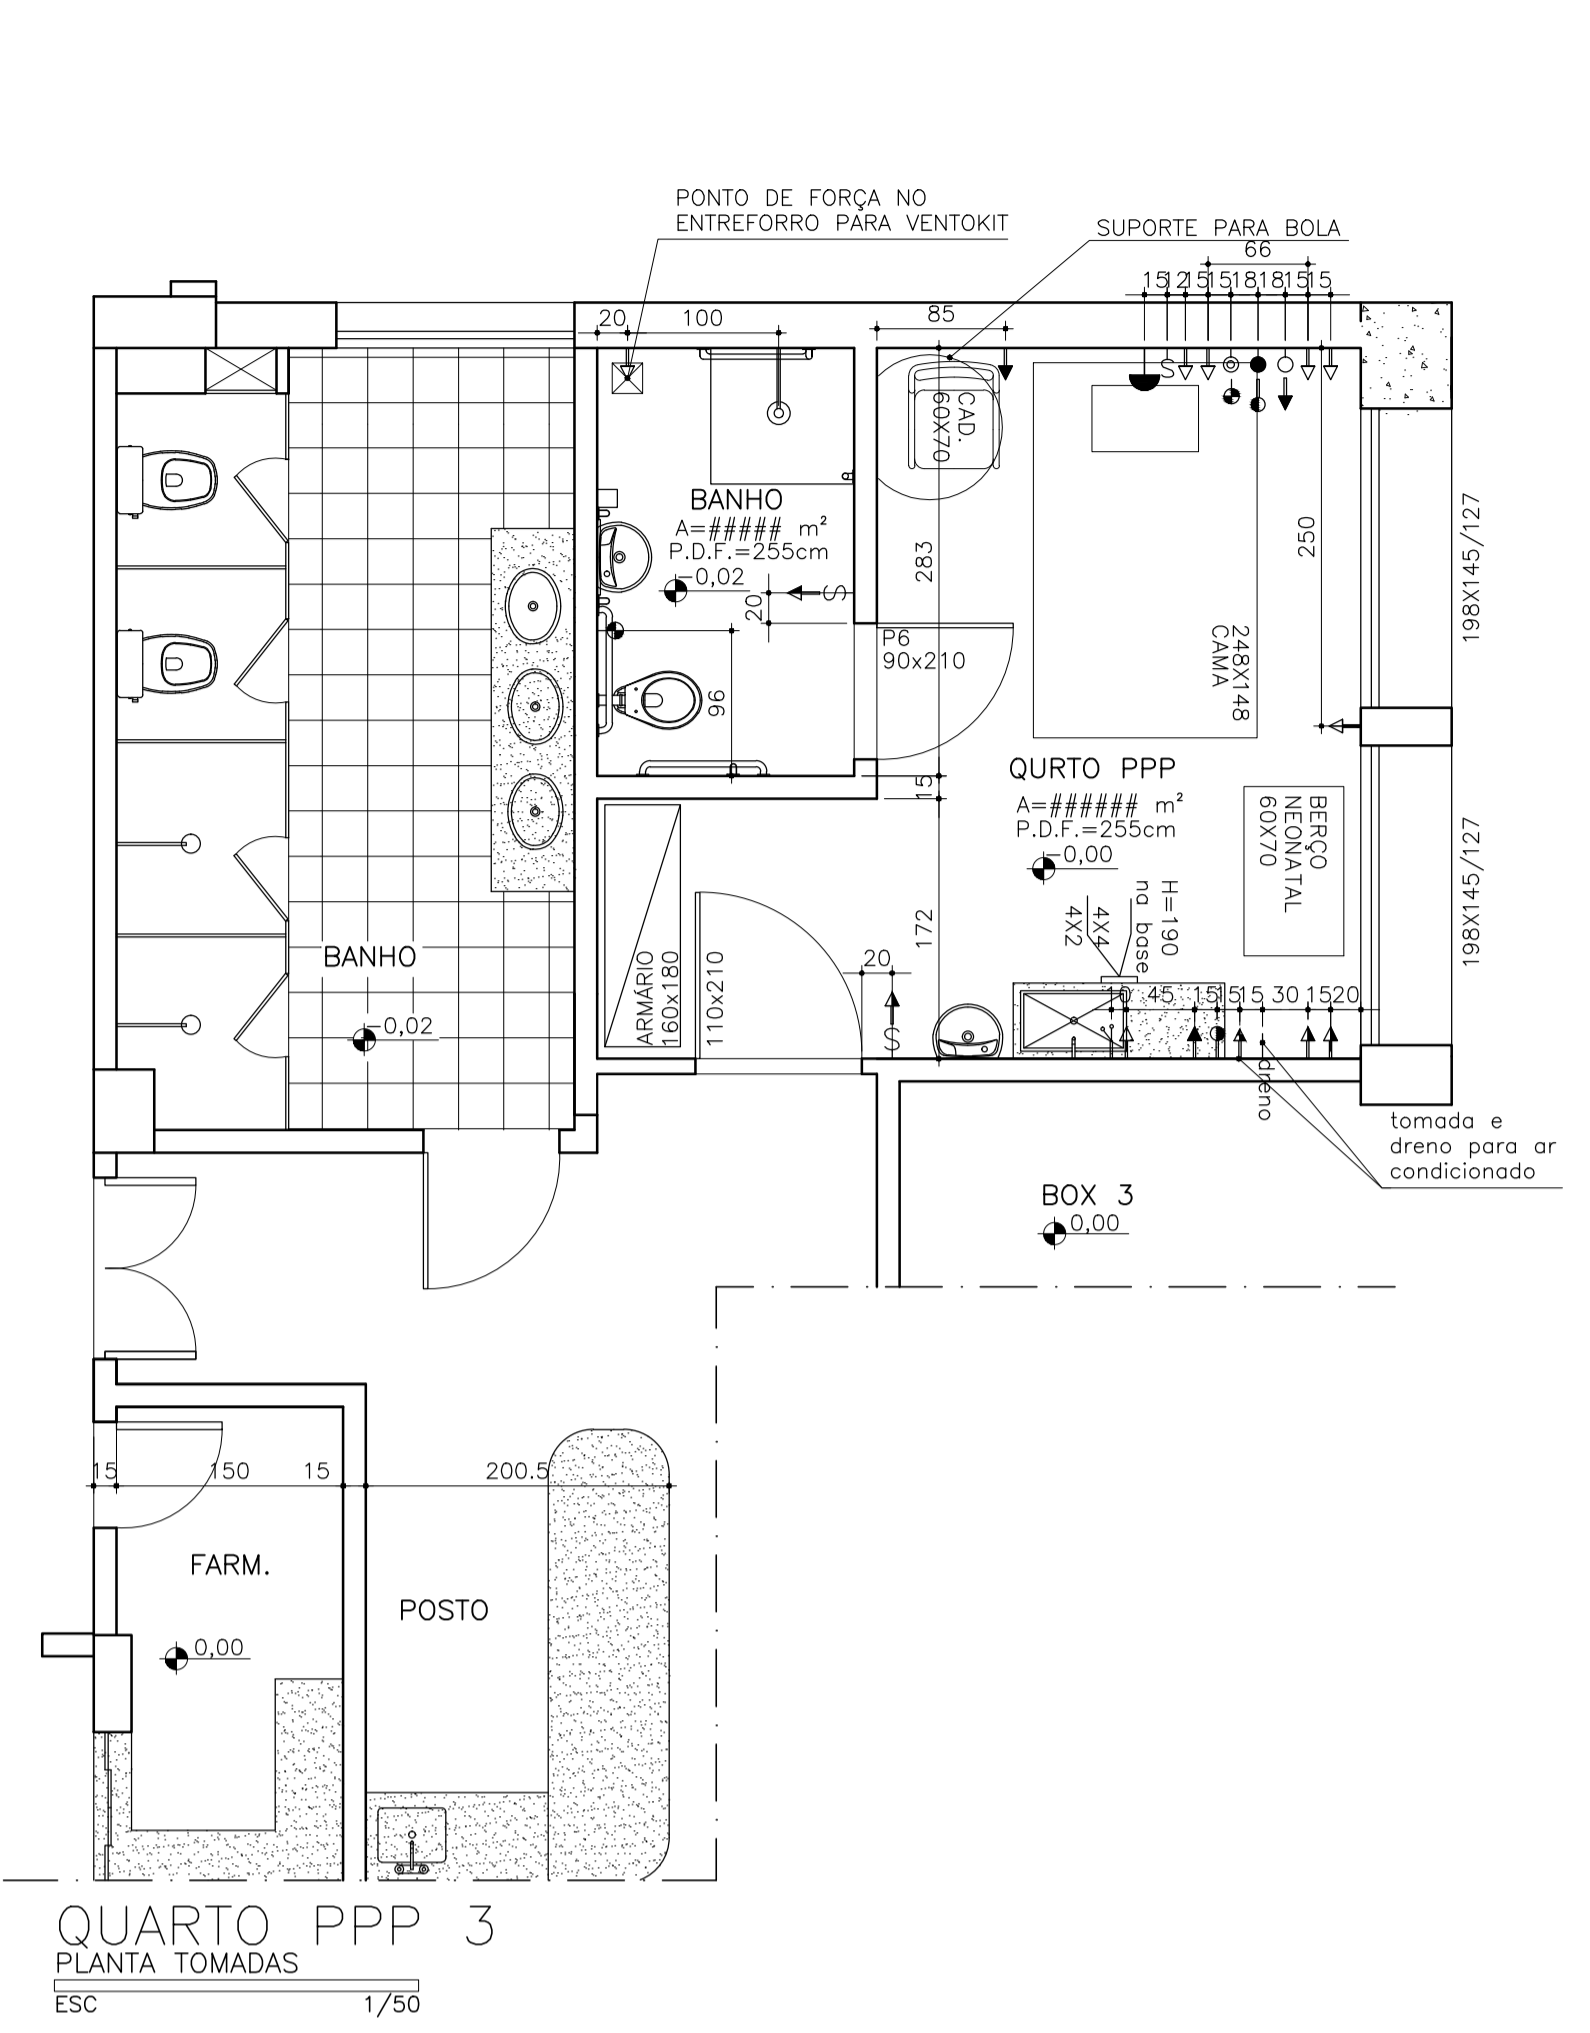 PONTO DE FORÇA NO
ENTREFORRO PARA VENTOKIT
SUPORTE PARA BOLA
66
15 12 15 15 18 18 15 15
20
100
85
CAD.
60X70
BANHO
A=##### m²
P.D.F.=255cm
-0,02
S
20
96
283
P6
90x210
S
250
198X145/127
248X148
CAMA
QURTO PPP
A=###### m²
P.D.F.=255cm
-0,00
15
BERÇO
NEONATAL
60X70
198X145/127
H=190
na base
4X4
4X2
172
20
S
10 45 15 15 15 30 15 20
dreno
tomada e
dreno para ar
condicionado
ARMÁRIO
160x180
110x210
BANHO
-0,02
BOX 3
0,00
15 150 15 200.5
FARM.
0,00
POSTO
QUARTO PPP 3
PLANTA TOMADAS
ESC 1/50